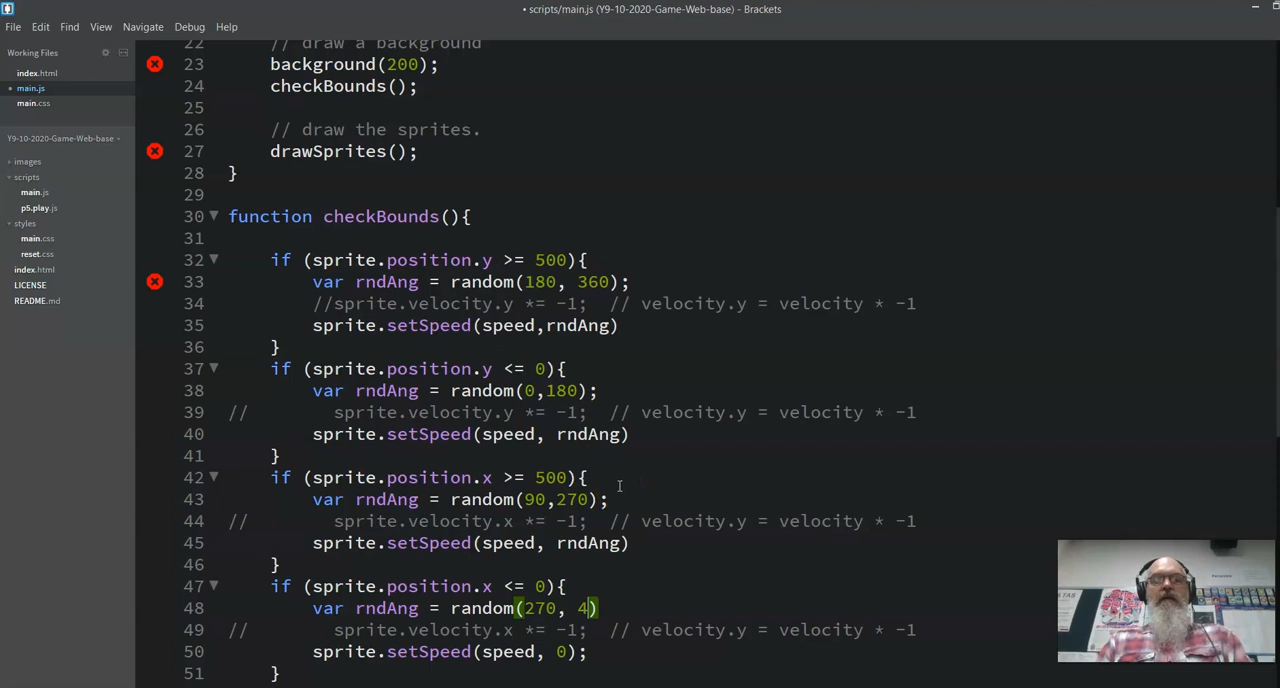 • scripts/main.js (Y9-10-2020-Game-Web-base) - Brackets
File Edit Find View Navigate Debug Help
Working Files
index.html
• main.js
main.css
Y9-10-2020-Game-Web-base
images
scripts
main.js
p5.play.js
styles
main.css
reset.css
index.html
LICENSE
README.md
22 // draw a background
23 background(200);
24 checkBounds();
25
26 // draw the sprites.
27 drawSprites();
28 }
29
30 function checkBounds(){
31
32 if (sprite.position.y >= 500){
33 var rndAng = random(180, 360);
34 //sprite.velocity.y *= -1; // velocity.y = velocity * -1
35 sprite.setSpeed(speed,rndAng)
36 }
37 if (sprite.position.y <= 0){
38 var rndAng = random(0,180);
39 // sprite.velocity.y *= -1; // velocity.y = velocity * -1
40 sprite.setSpeed(speed, rndAng)
41 }
42 if (sprite.position.x >= 500){
43 var rndAng = random(90,270);
44 // sprite.velocity.x *= -1; // velocity.y = velocity * -1
45 sprite.setSpeed(speed, rndAng)
46 }
47 if (sprite.position.x <= 0){
48 var rndAng = random(270, 4)
49 // sprite.velocity.x *= -1; // velocity.y = velocity * -1
50 sprite.setSpeed(speed, 0);
51 }